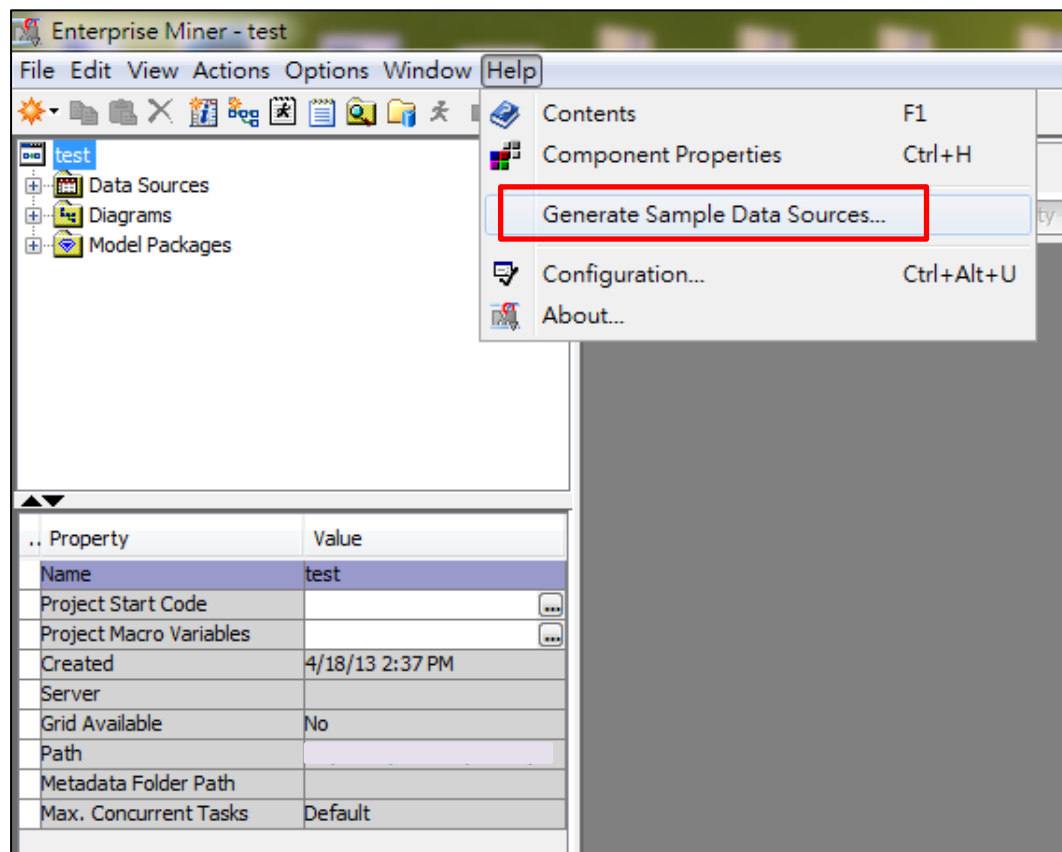 Enterprise Miner - test
File Edit View Actions Options Window Help
Contents F1
Component Properties Ctrl+H
Generate Sample Data Sources...
Configuration... Ctrl+Alt+U
About...
test
Data Sources
Diagrams
Model Packages
ty
.. Property Value
Name test
Project Start Code ...
Project Macro Variables ...
Created 4/18/13 2:37 PM
Server
Grid Available No
Path
Metadata Folder Path
Max. Concurrent Tasks Default